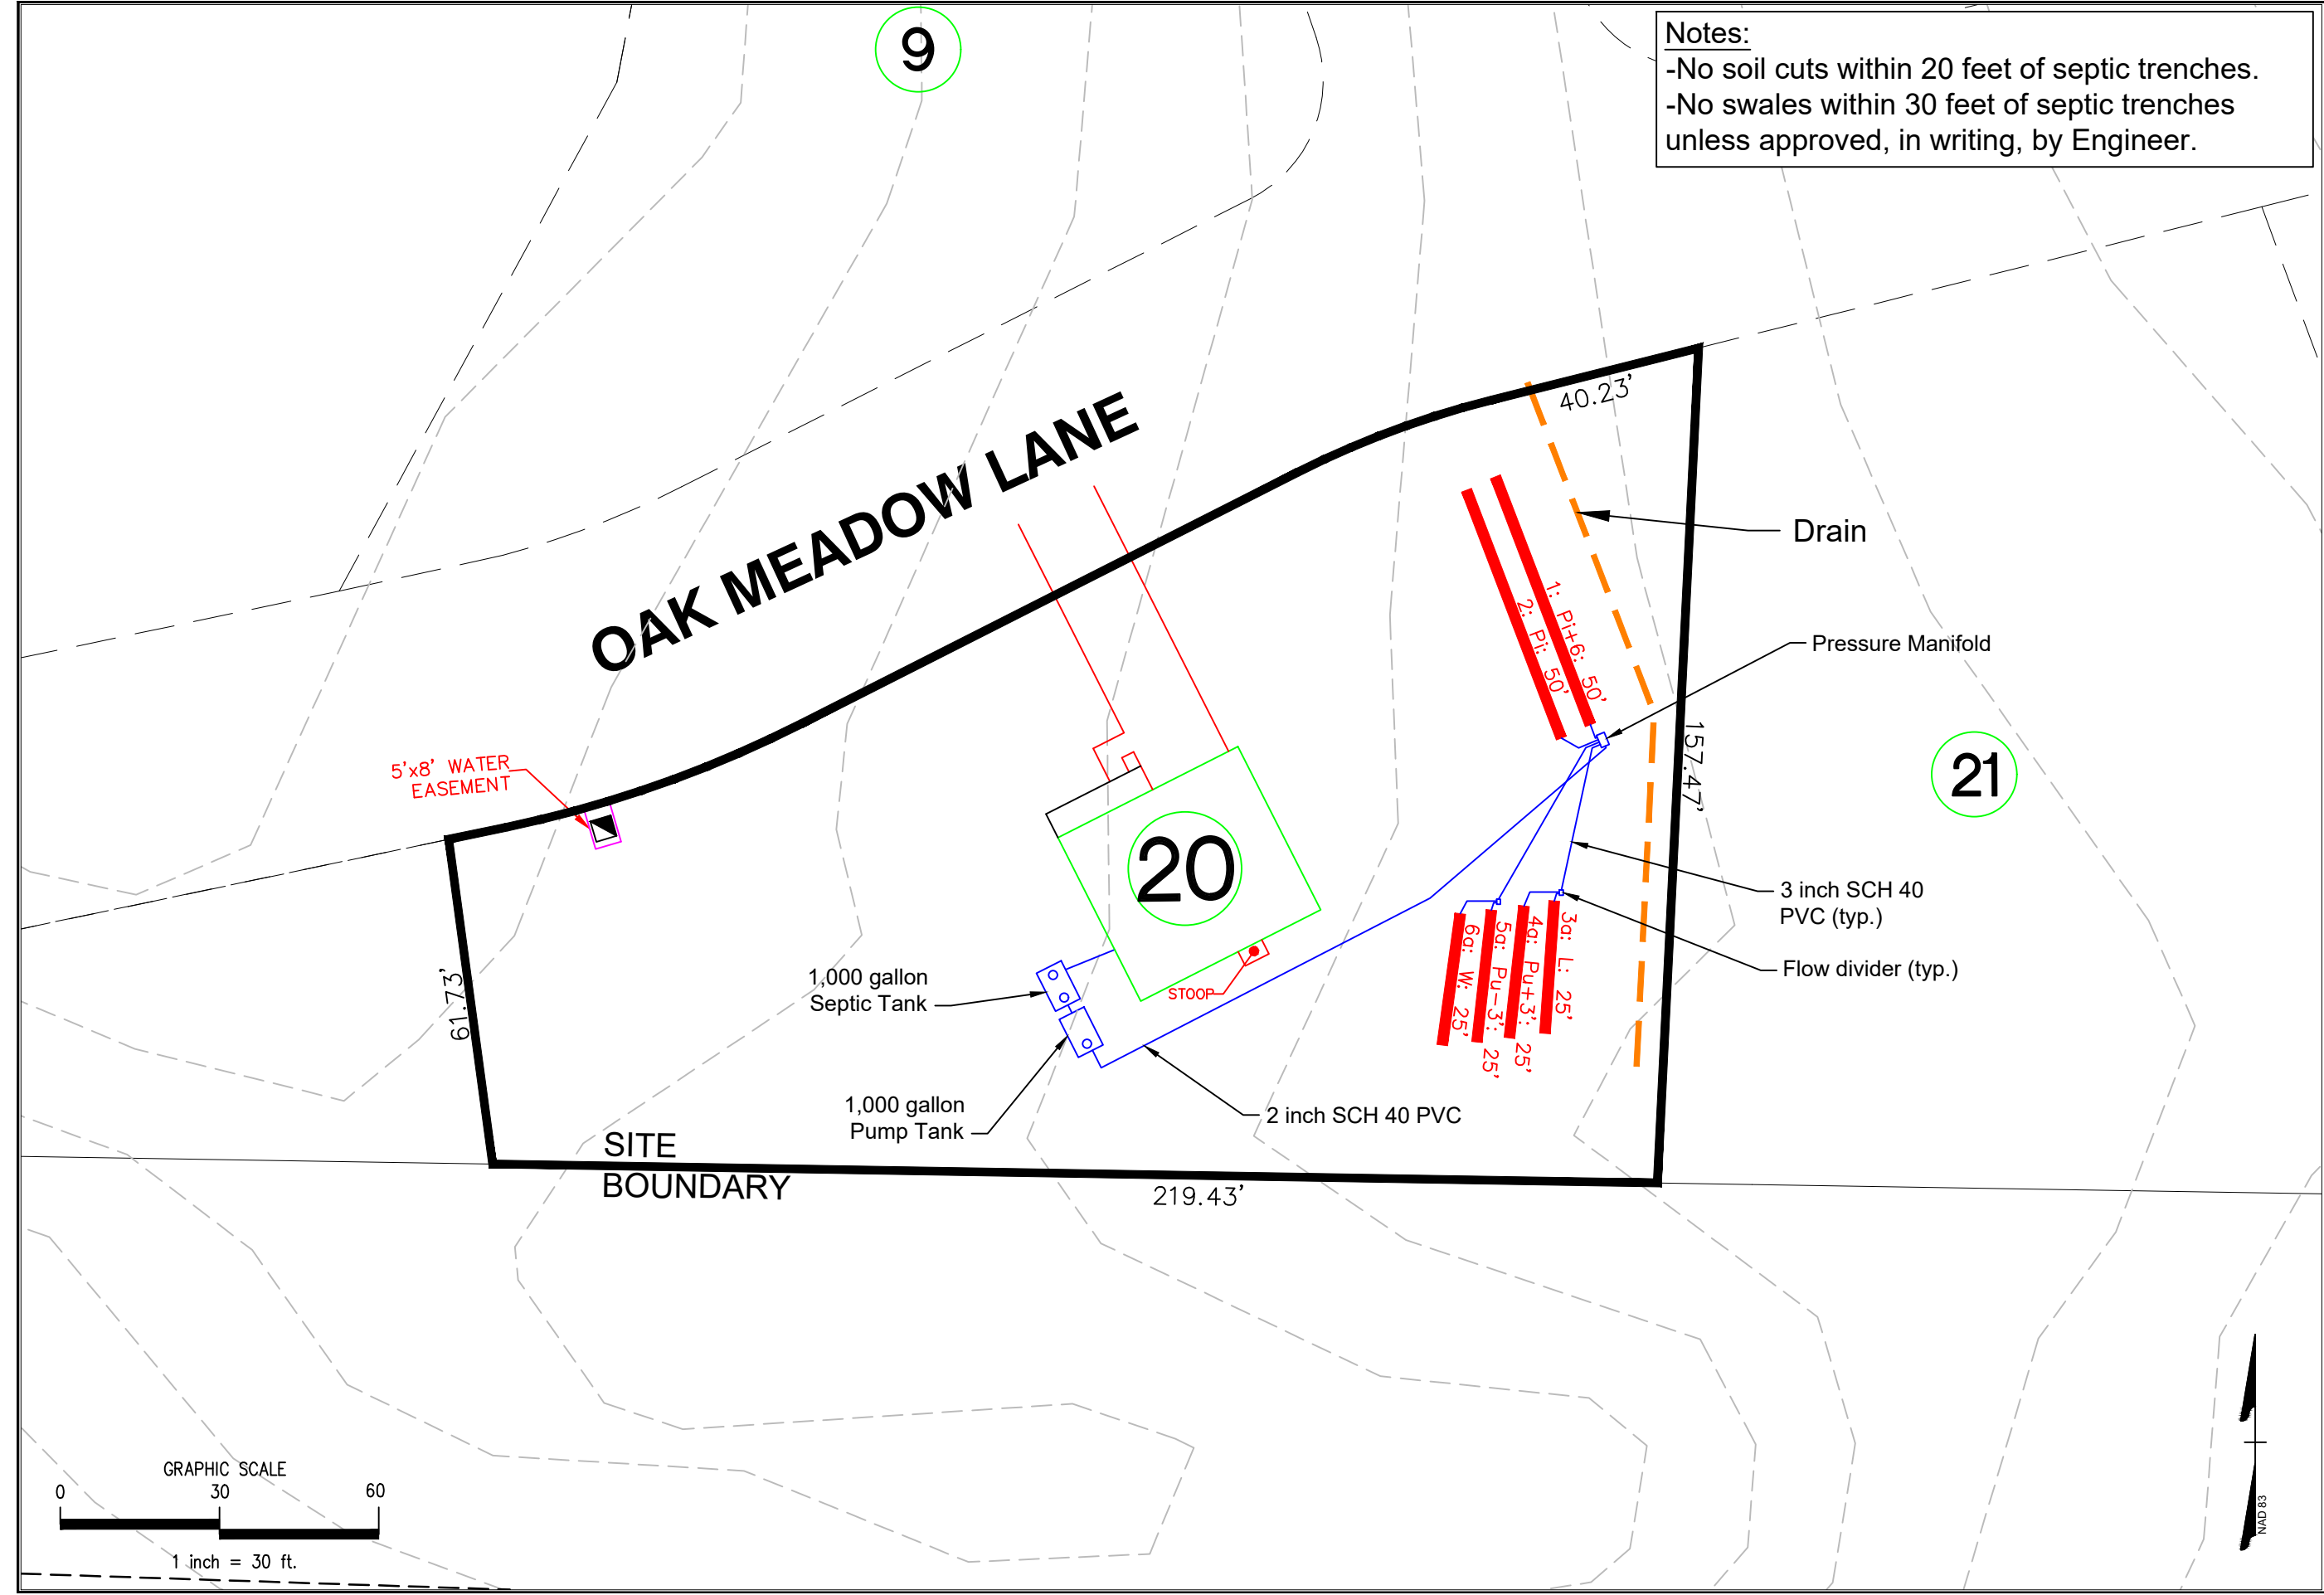 9
Notes:
-No soil cuts within 20 feet of septic trenches.
-No swales within 30 feet of septic trenches
unless approved, in writing, by Engineer.
40.23'
OAK MEADOW LANE
Drain
1: Pi+6: 50'
2: Pi: 50'
Pressure Manifold
157.47'
21
5'x8' WATER
EASEMENT
20
3 inch SCH 40
PVC (typ.)
Flow divider (typ.)
3a: L: 25'
4a: Pu+3': 25'
5a: Pu-3': 25'
6a: W: 25'
STOOP
1,000 gallon
Septic Tank
61.73'
1,000 gallon
Pump Tank
2 inch SCH 40 PVC
SITE
BOUNDARY
219.43'
GRAPHIC SCALE
0 30 60
1 inch = 30 ft.
NAD 83